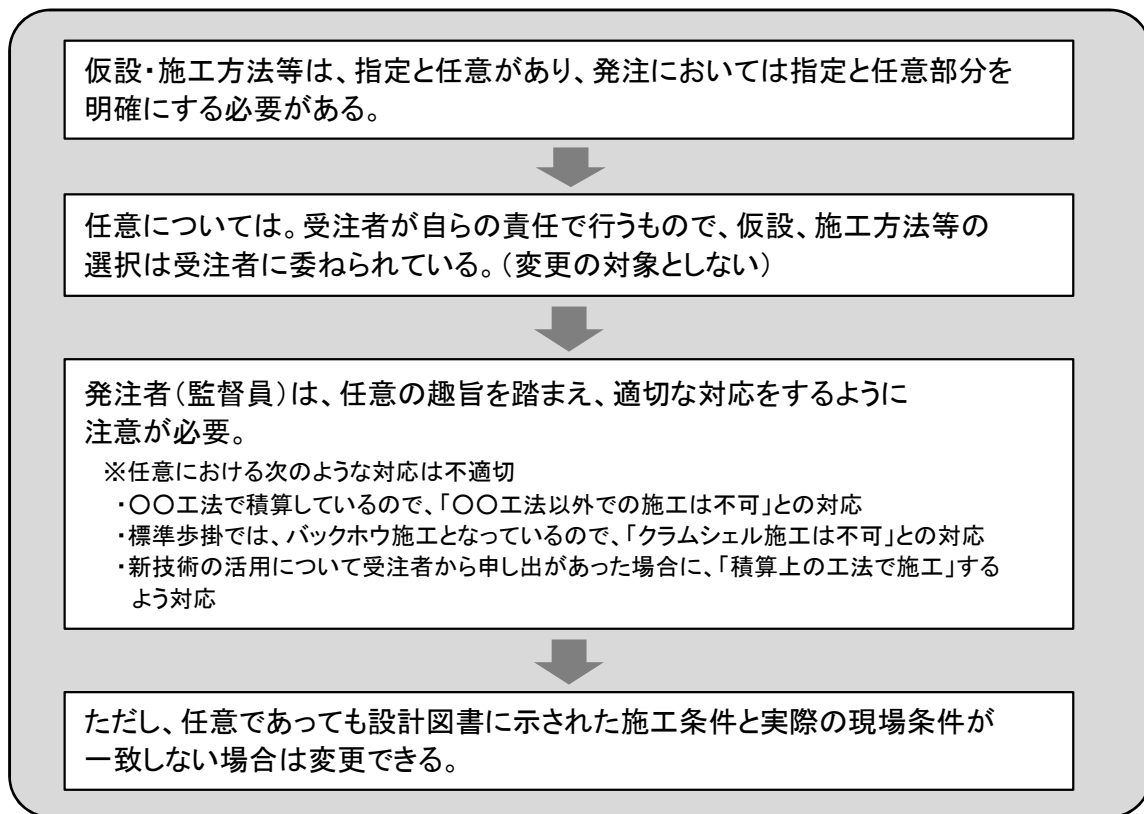 仮設・施工方法等は、指定と任意があり、発注においては指定と任意部分を
明確にする必要がある。
任意については。受注者が自らの責任で行うもので、仮設、施工方法等の
選択は受注者に委ねられている。（変更の対象としない）
発注者（監督員）は、任意の趣旨を踏まえ、適切な対応をするように
注意が必要。
※任意における次のような対応は不適切
・〇〇工法で積算しているので、「〇〇工法以外での施工は不可」との対応
・標準歩掛では、バックホウ施工となっているので、「クラムシェル施工は不可」との対応
・新技術の活用について受注者から申し出があった場合に、「積算上の工法で施工」する
よう対応
ただし、任意であっても設計図書に示された施工条件と実際の現場条件が
一致しない場合は変更できる。